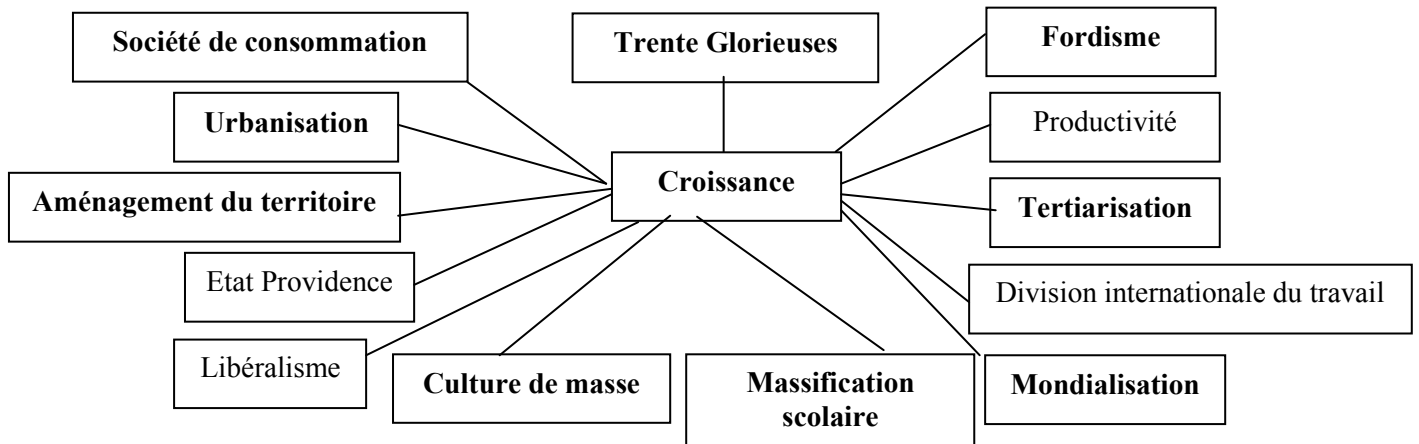 Société de consommation
Trente Glorieuses
Fordisme
Urbanisation
Productivité
Croissance
Aménagement du territoire
Tertiarisation
Etat Providence
Division internationale du travail
Libéralisme
Culture de masse
Massification
scolaire
Mondialisation